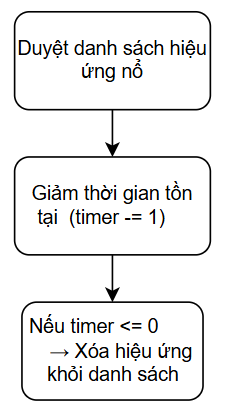 Duyệt danh sách hiệu
ứng nổ
Giảm thời gian tồn
tại (timer -= 1)
Nếu timer <= 0
→ Xóa hiệu ứng
khỏi danh sách